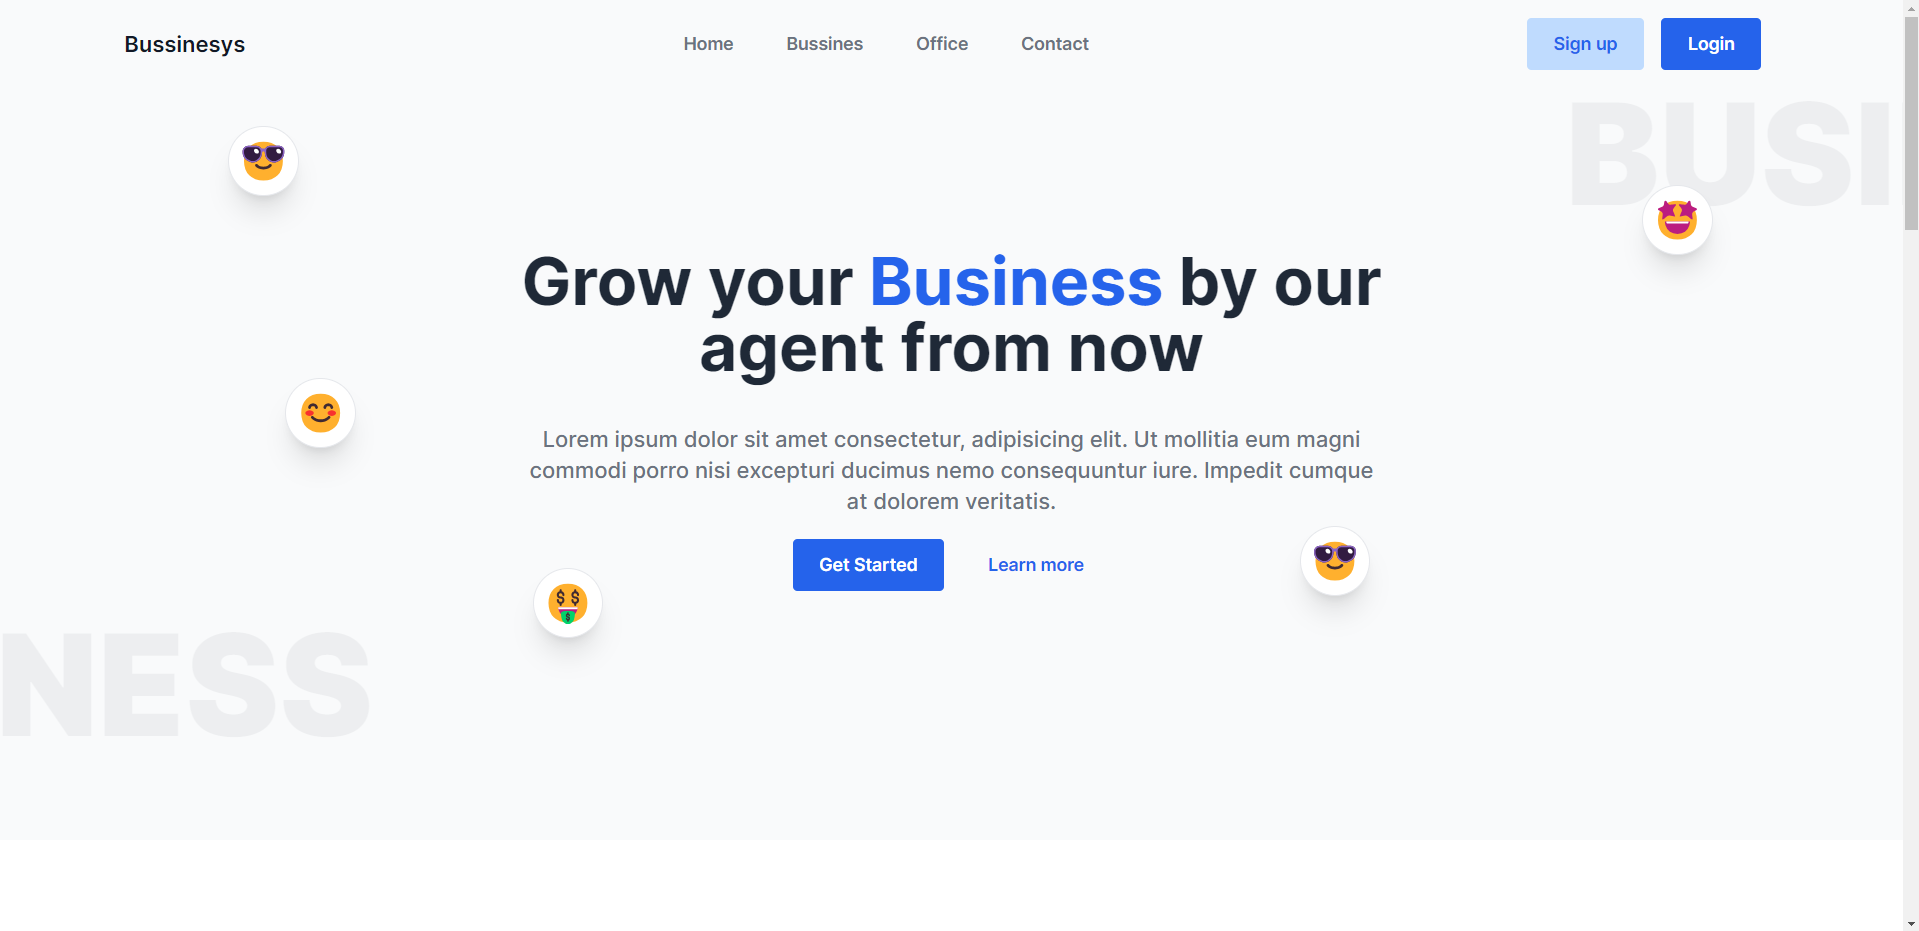 Bussinesys
Home
Bussines
Office
Contact
Sign up
Login
BUSI
Grow your Business by our
agent from now
Lorem ipsum dolor sit amet consectetur, adipisicing elit. Ut mollitia eum magni
commodi porro nisi excepturi ducimus nemo consequuntur iure. Impedit cumque
at dolorem veritatis.
Get Started
Learn more
NESS